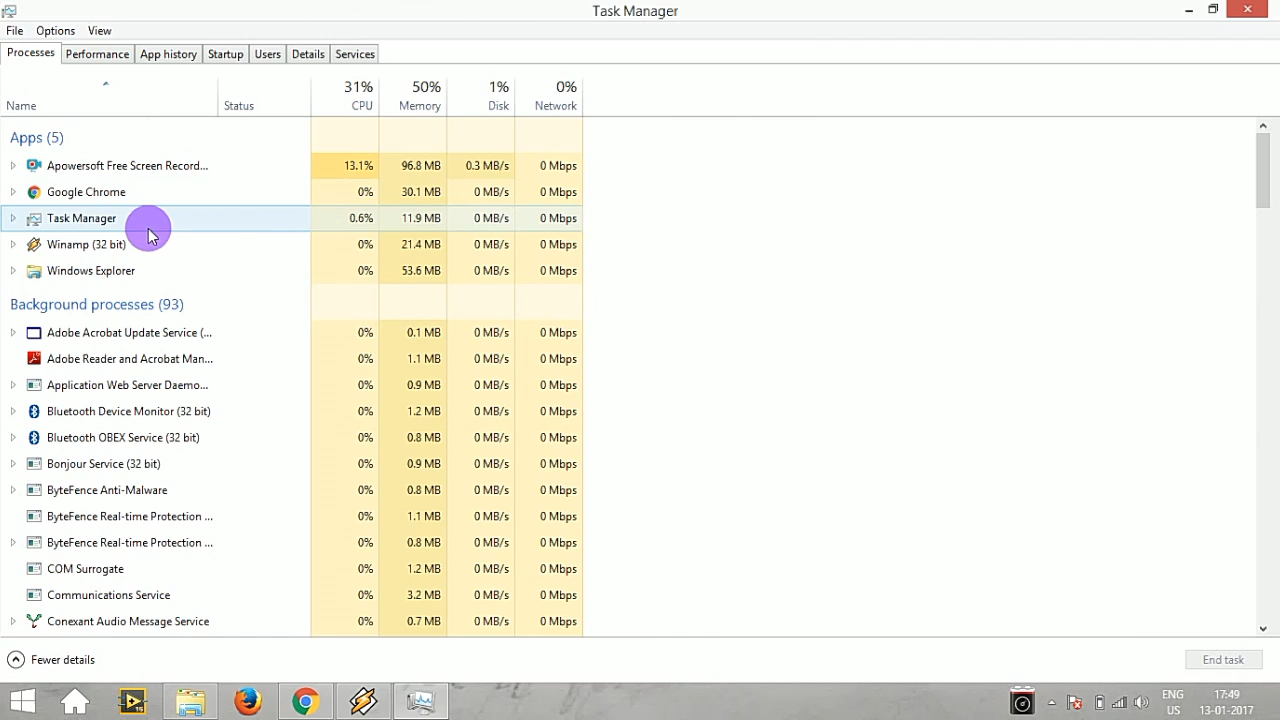 Task Manager
File Options View
Processes Performance App history Startup Users Details Services
31% 50% 1% 0%
Name Status CPU Memory Disk Network
Apps (5)
Apowersoft Free Screen Record... 13.1% 96.8 MB 0.3 MB/s 0 Mbps
Google Chrome 0% 30.1 MB 0 MB/s 0 Mbps
Task Manager 0.6% 11.9 MB 0 MB/s 0 Mbps
Winamp (32 bit) 0% 21.4 MB 0 MB/s 0 Mbps
Windows Explorer 0% 53.6 MB 0 MB/s 0 Mbps
Background processes (93)
Adobe Acrobat Update Service (... 0% 0.1 MB 0 MB/s 0 Mbps
Adobe Reader and Acrobat Man... 0% 1.1 MB 0 MB/s 0 Mbps
Application Web Server Daemo... 0% 0.9 MB 0 MB/s 0 Mbps
Bluetooth Device Monitor (32 bit) 0% 1.2 MB 0 MB/s 0 Mbps
Bluetooth OBEX Service (32 bit) 0% 0.8 MB 0 MB/s 0 Mbps
Bonjour Service (32 bit) 0% 0.9 MB 0 MB/s 0 Mbps
ByteFence Anti-Malware 0% 0.8 MB 0 MB/s 0 Mbps
ByteFence Real-time Protection ... 0% 1.1 MB 0 MB/s 0 Mbps
ByteFence Real-time Protection ... 0% 0.8 MB 0 MB/s 0 Mbps
COM Surrogate 0% 1.2 MB 0 MB/s 0 Mbps
Communications Service 0% 3.2 MB 0 MB/s 0 Mbps
Conexant Audio Message Service 0% 0.7 MB 0 MB/s 0 Mbps
Fewer details End task
ENG 17:49
US 13-01-2017